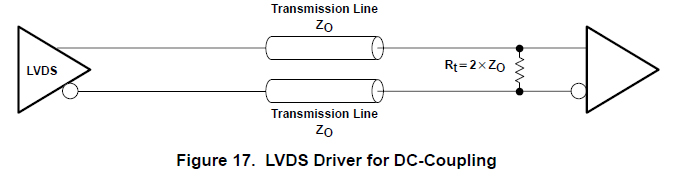 Transmission Line
ZO
LVDS
Rt = 2 × ZO
Transmission Line
ZO
Figure 17. LVDS Driver for DC-Coupling